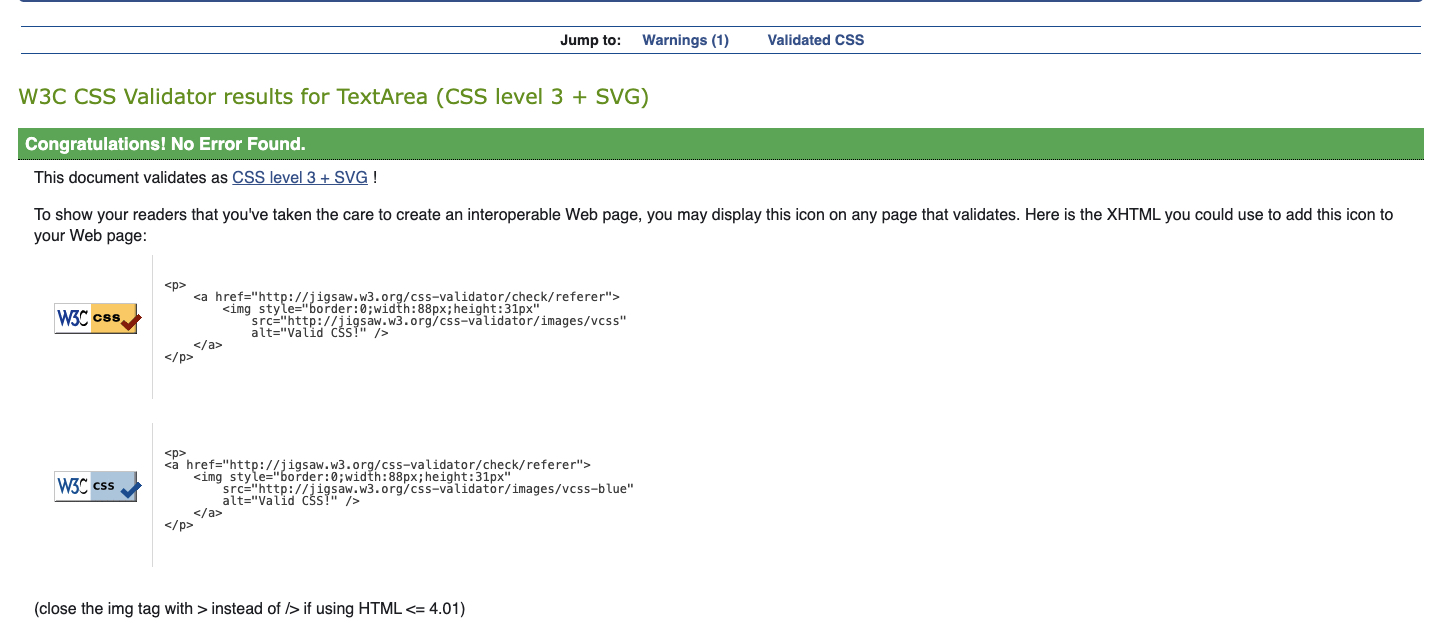 Jump to: Warnings (1) Validated CSS
W3C CSS Validator results for TextArea (CSS level 3 + SVG)
Congratulations! No Error Found.
This document validates as CSS level 3 + SVG !
To show your readers that you've taken the care to create an interoperable Web page, you may display this icon on any page that validates. Here is the XHTML you could use to add this icon to
your Web page:
W3C css
<p>
    <a href="http://jigsaw.w3.org/css-validator/check/referer">
        <img style="border:0;width:88px;height:31px"
            src="http://jigsaw.w3.org/css-validator/images/vcss"
            alt="Valid CSS!" />
    </a>
</p>
W3C css
<p>
<a href="http://jigsaw.w3.org/css-validator/check/referer">
    <img style="border:0;width:88px;height:31px"
        src="http://jigsaw.w3.org/css-validator/images/vcss-blue"
        alt="Valid CSS!" />
    </a>
</p>
(close the img tag with > instead of /> if using HTML <= 4.01)